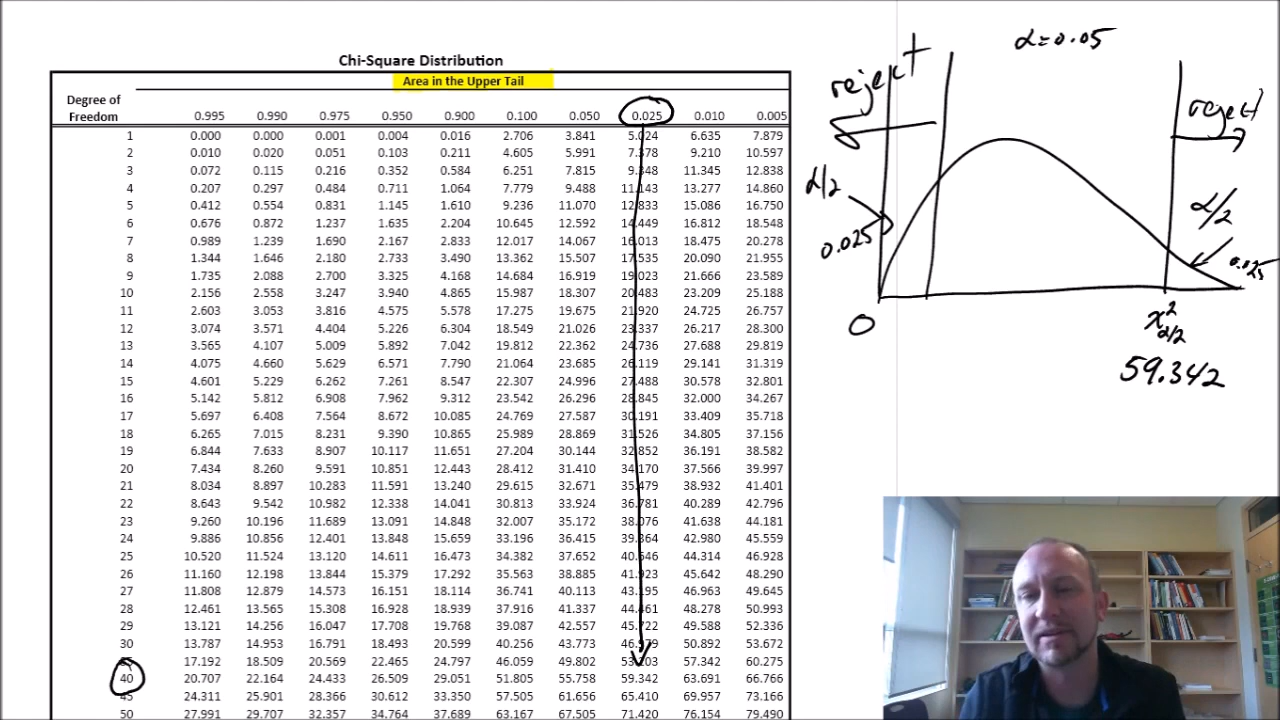 Chi-Square Distribution
Area in the Upper Tail
Degree of
Freedom 0.995 0.990 0.975 0.950 0.900 0.100 0.050 0.025 0.010 0.005
1 0.000 0.000 0.001 0.004 0.016 2.706 3.841 5.024 6.635 7.879
2 0.010 0.020 0.051 0.103 0.211 4.605 5.991 7.378 9.210 10.597
3 0.072 0.115 0.216 0.352 0.584 6.251 7.815 9.348 11.345 12.838
4 0.207 0.297 0.484 0.711 1.064 7.779 9.488 11.143 13.277 14.860
5 0.412 0.554 0.831 1.145 1.610 9.236 11.070 12.833 15.086 16.750
6 0.676 0.872 1.237 1.635 2.204 10.645 12.592 14.449 16.812 18.548
7 0.989 1.239 1.690 2.167 2.833 12.017 14.067 16.013 18.475 20.278
8 1.344 1.646 2.180 2.733 3.490 13.362 15.507 17.535 20.090 21.955
9 1.735 2.088 2.700 3.325 4.168 14.684 16.919 19.023 21.666 23.589
10 2.156 2.558 3.247 3.940 4.865 15.987 18.307 20.483 23.209 25.188
11 2.603 3.053 3.816 4.575 5.578 17.275 19.675 21.920 24.725 26.757
12 3.074 3.571 4.404 5.226 6.304 18.549 21.026 23.337 26.217 28.300
13 3.565 4.107 5.009 5.892 7.042 19.812 22.362 24.736 27.688 29.819
14 4.075 4.660 5.629 6.571 7.790 21.064 23.685 26.119 29.141 31.319
15 4.601 5.229 6.262 7.261 8.547 22.307 24.996 27.488 30.578 32.801
16 5.142 5.812 6.908 7.962 9.312 23.542 26.296 28.845 32.000 34.267
17 5.697 6.408 7.564 8.672 10.085 24.769 27.587 30.191 33.409 35.718
18 6.265 7.015 8.231 9.390 10.865 25.989 28.869 31.526 34.805 37.156
19 6.844 7.633 8.907 10.117 11.651 27.204 30.144 32.852 36.191 38.582
20 7.434 8.260 9.591 10.851 12.443 28.412 31.410 34.170 37.566 39.997
21 8.034 8.897 10.283 11.591 13.240 29.615 32.671 35.479 38.932 41.401
22 8.643 9.542 10.982 12.338 14.041 30.813 33.924 36.781 40.289 42.796
23 9.260 10.196 11.689 13.091 14.848 32.007 35.172 38.076 41.638 44.181
24 9.886 10.856 12.401 13.848 15.659 33.196 36.415 39.364 42.980 45.559
25 10.520 11.524 13.120 14.611 16.473 34.382 37.652 40.646 44.314 46.928
26 11.160 12.198 13.844 15.379 17.292 35.563 38.885 41.923 45.642 48.290
27 11.808 12.879 14.573 16.151 18.114 36.741 40.113 43.195 46.963 49.645
28 12.461 13.565 15.308 16.928 18.939 37.916 41.337 44.461 48.278 50.993
29 13.121 14.256 16.047 17.708 19.768 39.087 42.557 45.722 49.588 52.336
30 13.787 14.953 16.791 18.493 20.599 40.256 43.773 46.979 50.892 53.672
35 17.192 18.509 20.569 22.465 24.797 46.059 49.802 53.203 57.342 60.275
40 20.707 22.164 24.433 26.509 29.051 51.805 55.758 59.342 63.691 66.766
45 24.311 25.901 28.366 30.612 33.350 57.505 61.656 65.410 69.957 73.166
50 27.991 29.707 32.357 34.764 37.689 63.167 67.505 71.420 76.154 79.490
α=0.05
reject
reject
α/2
0.025
α/2
0.025
0
x²α/2
59.342